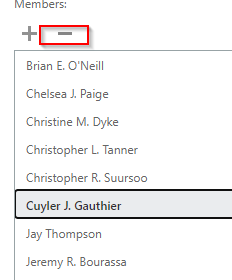 Members:
Brian E. O'Neill
Chelsea J. Paige
Christine M. Dyke
Christopher L. Tanner
Christopher R. Suursoo
Cuyler J. Gauthier
Jay Thompson
Jeremy R. Bourassa